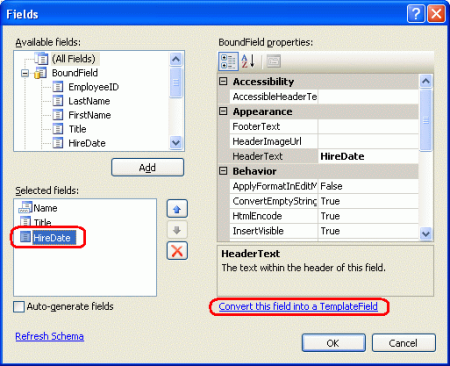 Fields
Available fields:
(All Fields)
BoundField
EmployeeID
LastName
FirstName
Title
HireDate
Add
Selected fields:
Name
Title
HireDate
Auto-generate fields
Refresh Schema
BoundField properties:
Accessibility
AccessibleHeaderTe
Appearance
FooterText
HeaderImageUrl
HeaderText HireDate
Behavior
ApplyFormatInEditM False
ConvertEmptyString True
HtmlEncode True
InsertVisible True
HeaderText
The text within the header of this field.
Convert this field into a TemplateField
OK Cancel